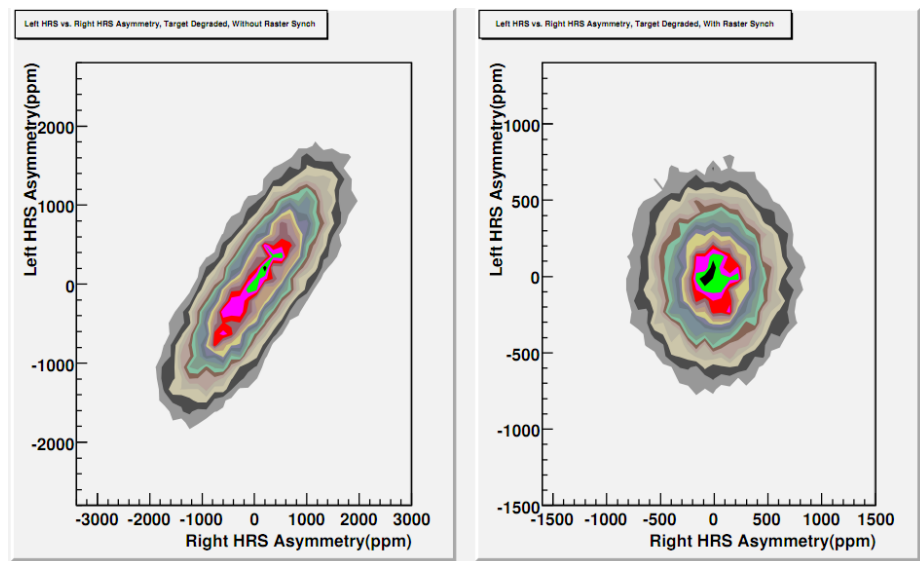 Left HRS vs. Right HRS Asymmetry, Target Degraded, Without Raster Synch
Left HRS Asymmetry(ppm)
2000
1000
0
-1000
-2000
-3000 -2000 -1000 0 1000 2000 3000
Right HRS Asymmetry(ppm)
Left HRS vs. Right HRS Asymmetry, Target Degraded, With Raster Synch
Left HRS Asymmetry(ppm)
1000
500
0
-500
-1000
-1500
-1500 -1000 -500 0 500 1000 1500
Right HRS Asymmetry(ppm)